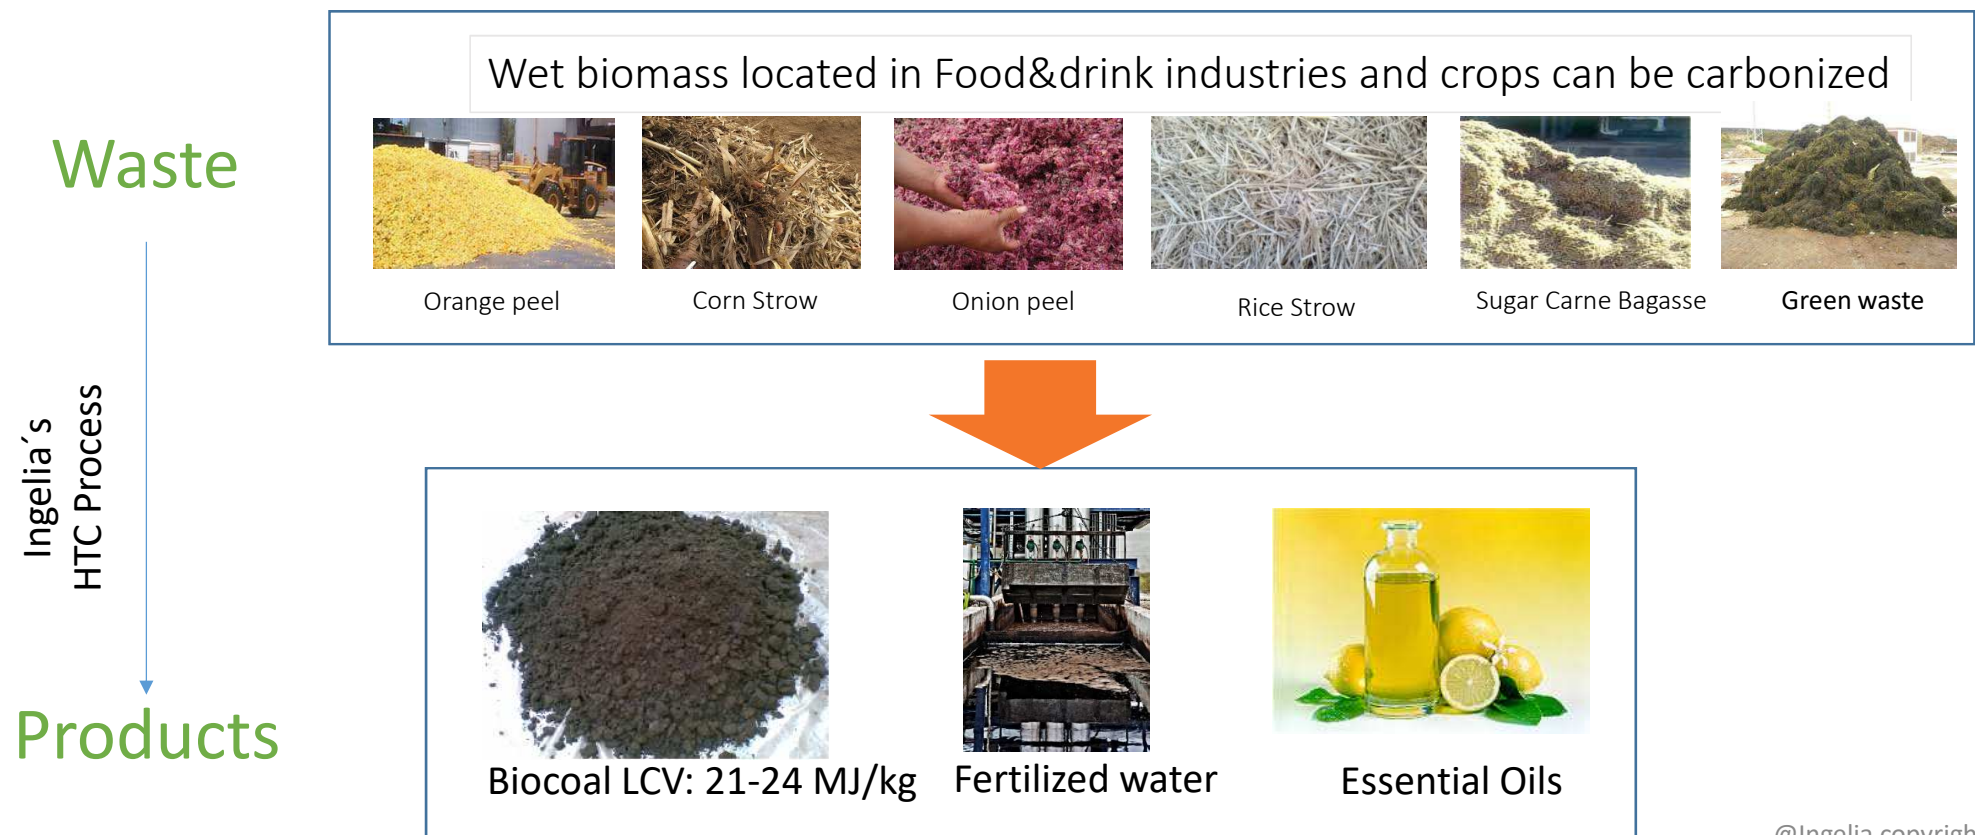 Wet biomass located in Food&drink industries and crops can be carbonized
Waste
Orange peel
Corn Strow
Onion peel
Rice Strow
Sugar Carne Bagasse
Green waste
Ingelia´s
HTC Process
Products
Biocoal LCV: 21-24 MJ/kg
Fertilized water
Essential Oils
@Ingelia copyrigh